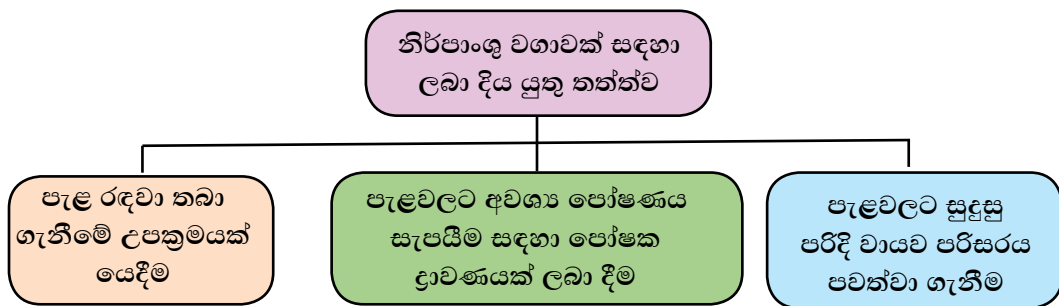 නිර්පාංශු වගාවක් සඳහා
ලබා දිය යුතු තත්ත්ව
පැළ රඳවා තබා
ගැනීමේ උපක්‍රමයක්
යෙදීම
පැළවලට අවශ්‍ය පෝෂණය
සැපයීම සඳහා පෝෂක
ද්‍රාවණයක් ලබා දීම
පැළවලට සුදුසු
පරිදි වායව පරිසරය
පවත්වා ගැනීම